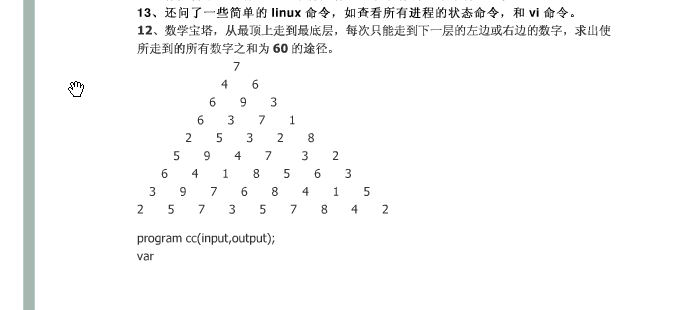 13、还问了一些简单的 linux 命令，如查看所有进程的状态命令，和 vi 命令。
12、数学宝塔，从最顶上走到最底层，每次只能走到下一层的左边或右边的数字，求出使
所走到的所有数字之和为 60 的途径。
7
4 6
6 9 3
6 3 7 1
2 5 3 2 8
5 9 4 7 3 2
6 4 1 8 5 6 3
3 9 7 6 8 4 1 5
2 5 7 3 5 7 8 4 2
program cc(input,output);
var